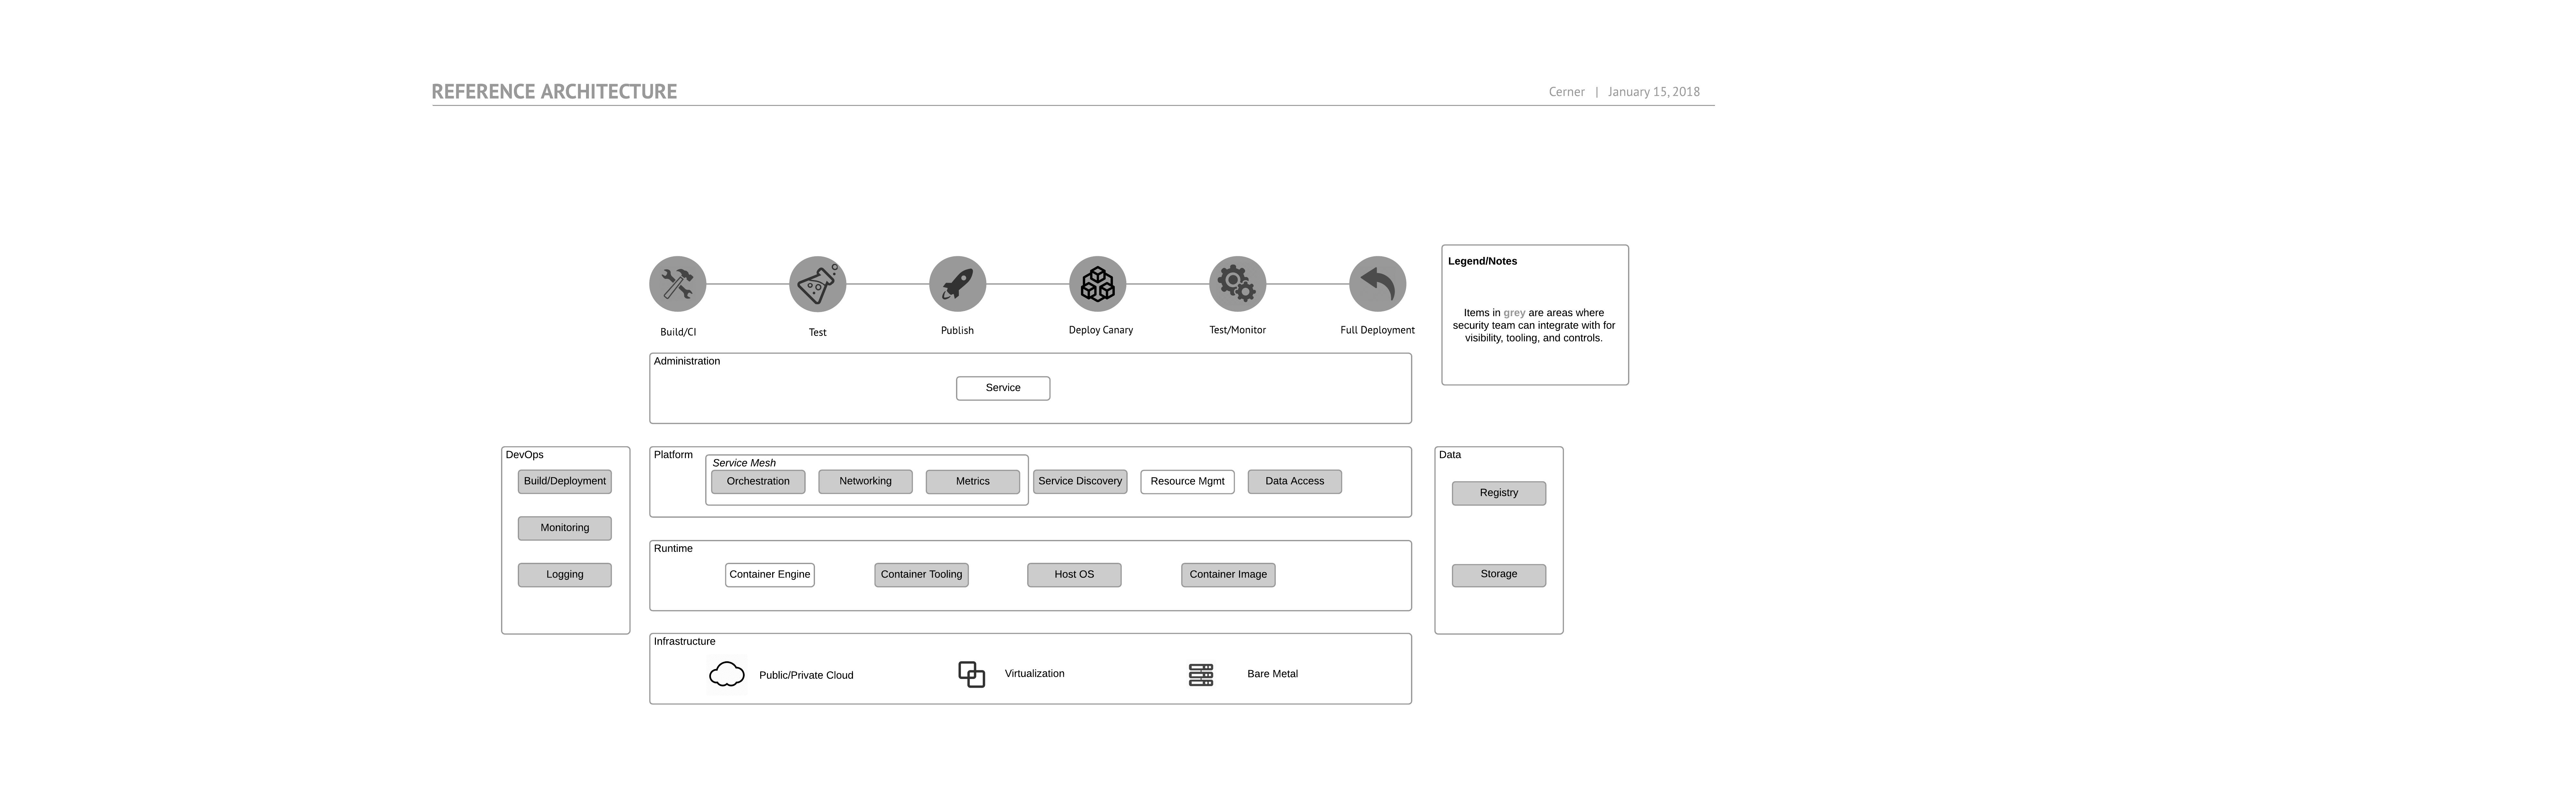 REFERENCE ARCHITECTURE
Cerner | January 15, 2018
Build/CI
Test
Publish
Deploy Canary
Test/Monitor
Full Deployment
Legend/Notes
Items in grey are areas where
security team can integrate with for
visibility, tooling, and controls.
Administration
Service
DevOps
Build/Deployment
Monitoring
Logging
Platform
Service Mesh
Orchestration
Networking
Metrics
Service Discovery
Resource Mgmt
Data Access
Runtime
Container Engine
Container Tooling
Host OS
Container Image
Infrastructure
Public/Private Cloud
Virtualization
Bare Metal
Data
Registry
Storage